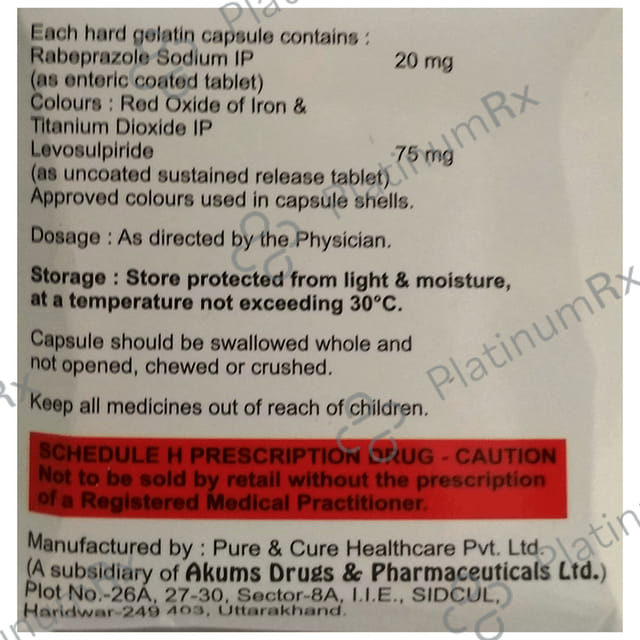 Each hard gelatin capsule contains :
Rabeprazole Sodium IP 20 mg
(as enteric coated tablet)
Colours : Red Oxide of Iron &
Titanium Dioxide IP
Levosulpiride 75 mg
(as uncoated sustained release tablet)
Approved colours used in capsule shells.
Dosage : As directed by the Physician.
Storage : Store protected from light & moisture,
at a temperature not exceeding 30°C.
Capsule should be swallowed whole and
not opened, chewed or crushed.
Keep all medicines out of reach of children.
SCHEDULE H PRESCRIPTION DRUG - CAUTION
Not to be sold by retail without the prescription
of a Registered Medical Practitioner.
Manufactured by : Pure & Cure Healthcare Pvt. Ltd.
(A subsidiary of Akums Drugs & Pharmaceuticals Ltd.)
Plot No.-26A, 27-30, Sector-8A, I.I.E., SIDCUL,
Haridwar-249 403, Uttarakhand.
PlatinumRx
PlatinumRx